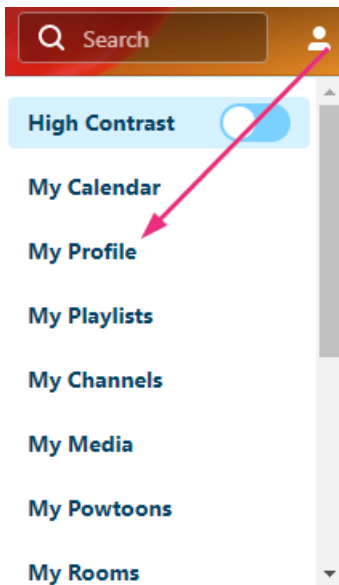 Search
High Contrast
My Calendar
My Profile
My Playlists
My Channels
My Media
My Powtoons
My Rooms